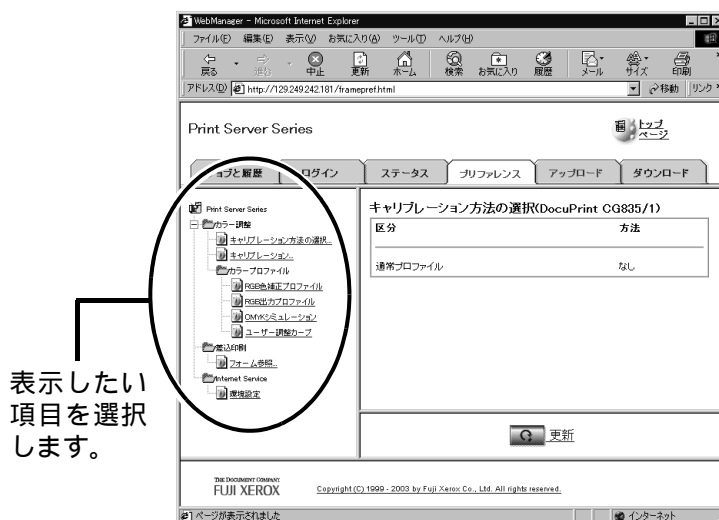 WebManager - Microsoft Internet Explorer
ファイル(F) 編集(E) 表示(V) お気に入り(A) ツール(T) ヘルプ(H)
戻る 進む 中止 更新 ホーム 検索 お気に入り 履歴 メール サイズ 印刷
アドレス(D) http://129.249.242.181/framepref.html 移動 リンク
Print Server Series
トップ
ページ
ジョブと履歴 ログイン ステータス プリファレンス アップロード ダウンロード
Print Server Series
カラー調整
キャリブレーション方法の選択...
キャリブレーション...
カラープロファイル
RGB色補正プロファイル
RGB出力プロファイル
CMYKシミュレーション
ユーザー調整カーブ
差込印刷
フォーム参照...
Internet Service
環境設定
キャリブレーション方法の選択(DocuPrint CG835/1)
区分 方法
通常プロファイル なし
更新
表示したい
項目を選択
します。
THE DOCUMENT COMPANY
FUJI XEROX
Copyright(C) 1999 - 2003 by Fuji Xerox Co., Ltd. All rights reserved.
ページが表示されました インターネット